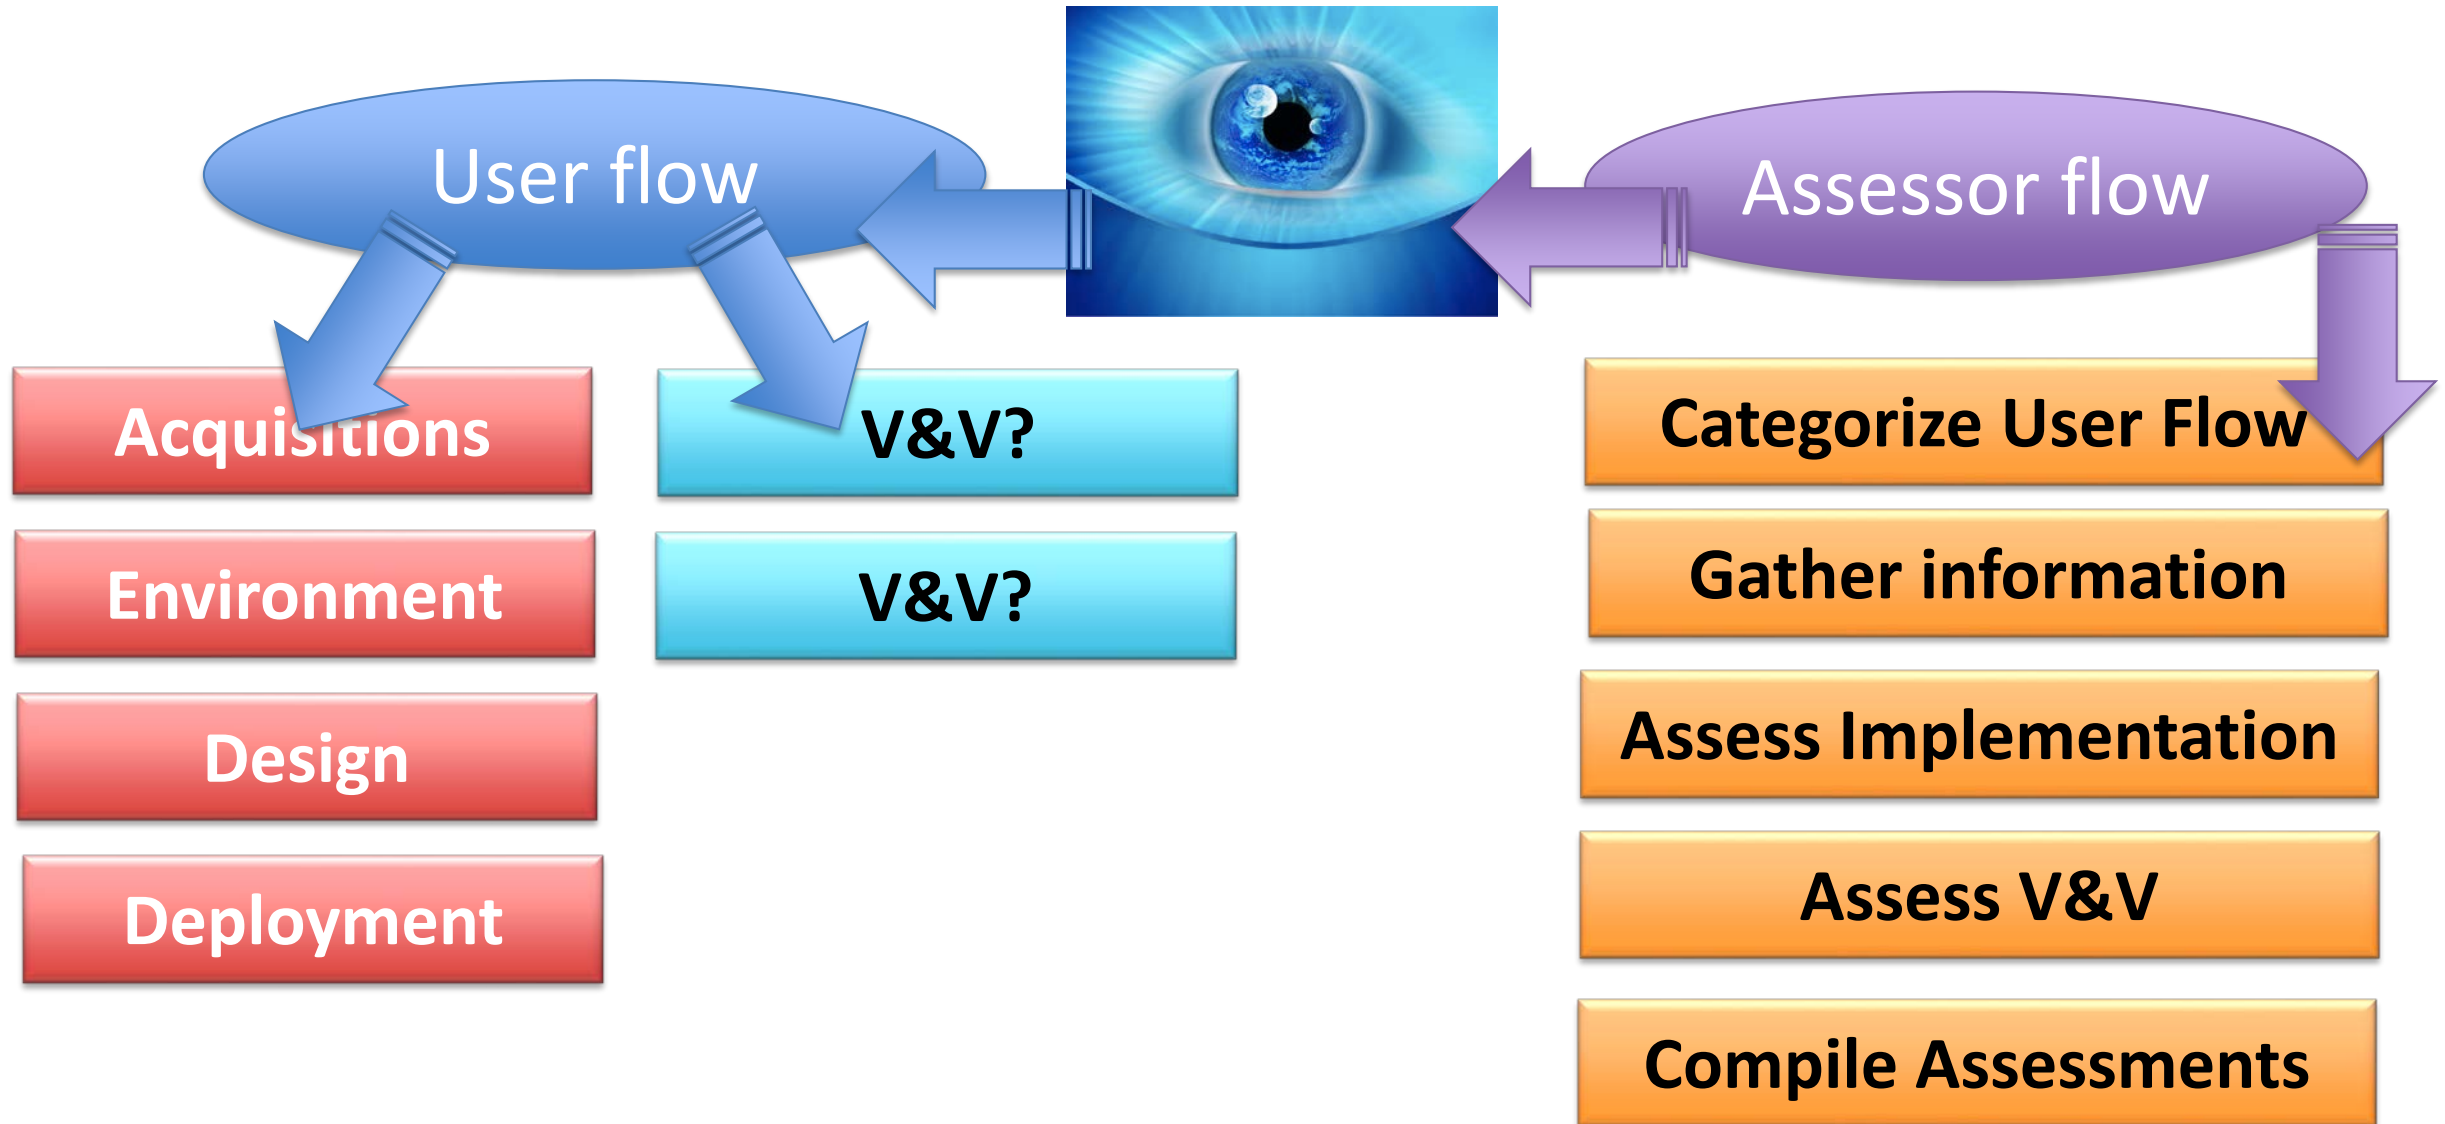 User flow
Assessor flow
Acquisitions
Environment
Design
Deployment
V&V?
V&V?
Categorize User Flow
Gather information
Assess Implementation
Assess V&V
Compile Assessments